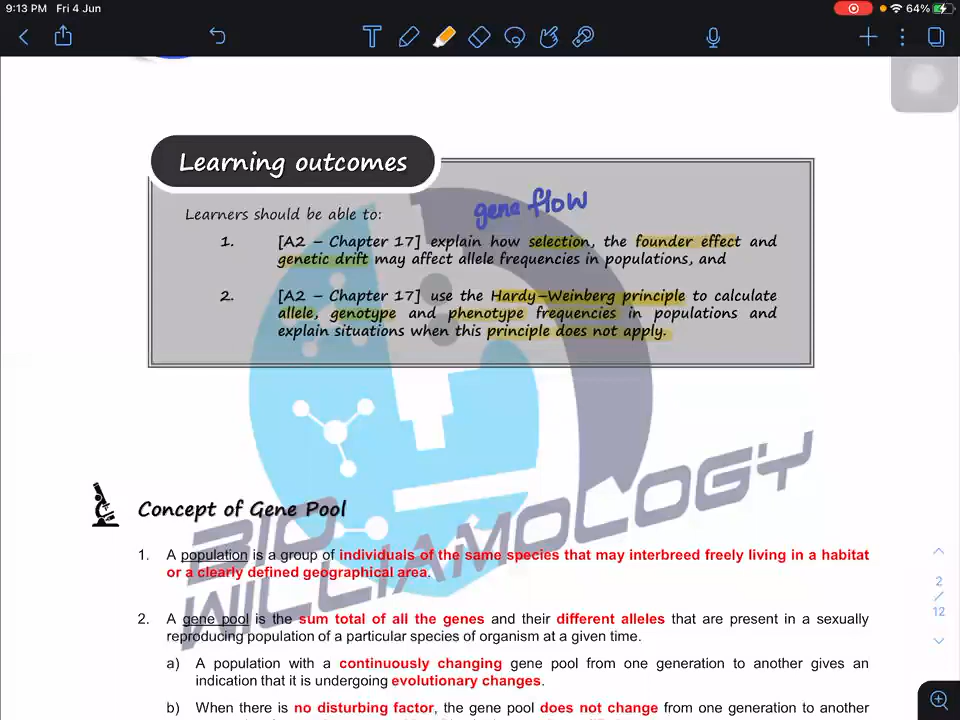 9:13 PM Fri 4 Jun
64%
T
Learning outcomes
gene flow
Learners should be able to:
1. [A2 – Chapter 17] explain how selection, the founder effect and
genetic drift may affect allele frequencies in populations, and
2. [A2 – Chapter 17] use the Hardy–Weinberg principle to calculate
allele, genotype and phenotype frequencies in populations and
explain situations when this principle does not apply.
Concept of Gene Pool
BIO
WILLIAMOLOGY
1. A population is a group of individuals of the same species that may interbreed freely living in a habitat
or a clearly defined geographical area.
2. A gene pool is the sum total of all the genes and their different alleles that are present in a sexually
reproducing population of a particular species of organism at a given time.
a) A population with a continuously changing gene pool from one generation to another gives an
indication that it is undergoing evolutionary changes.
b) When there is no disturbing factor, the gene pool does not change from one generation to another
2
/
12